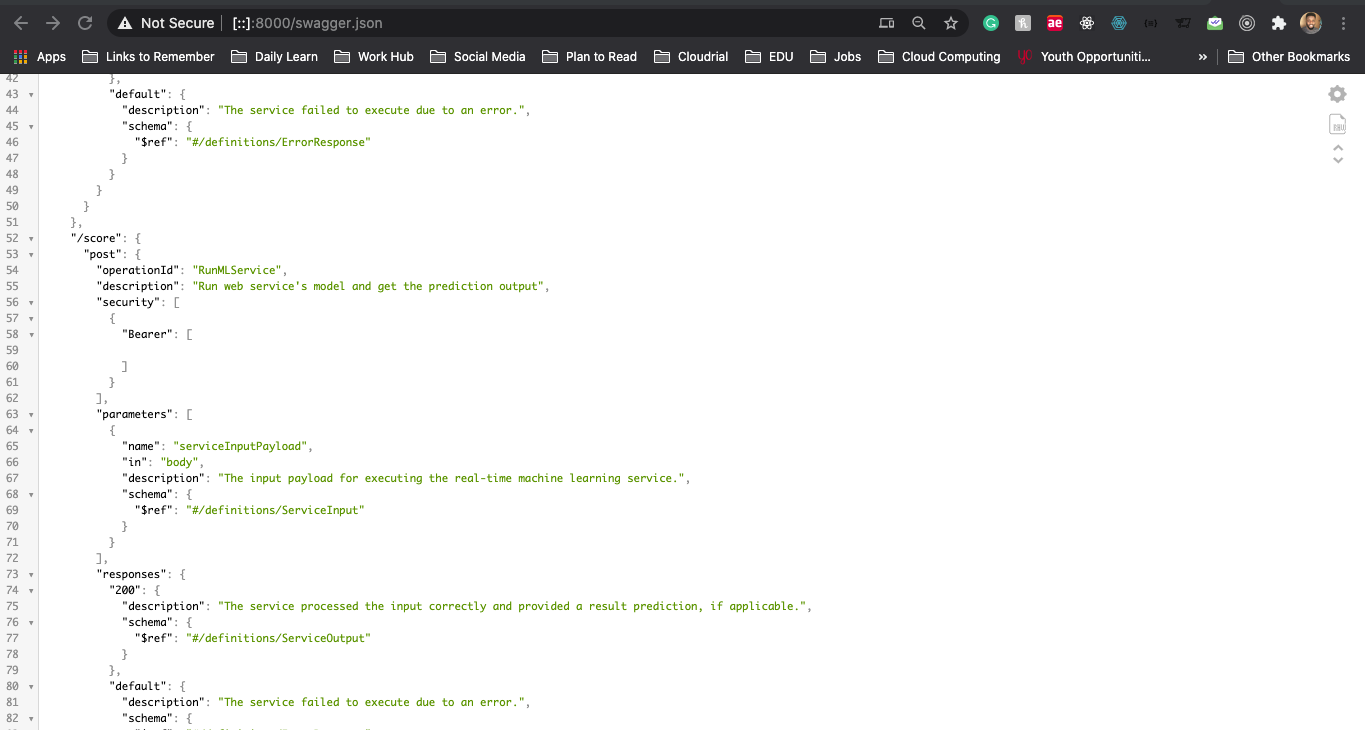 Not Secure [::]:8000/swagger.json
Apps Links to Remember Daily Learn Work Hub Social Media Plan to Read Cloudrial EDU Jobs Cloud Computing Youth Opportuniti... » Other Bookmarks
42 },
43 "default": {
44 "description": "The service failed to execute due to an error.",
45 "schema": {
46 "$ref": "#/definitions/ErrorResponse"
47 }
48 }
49 }
50 }
51 },
52 "/score": {
53 "post": {
54 "operationId": "RunMLService",
55 "description": "Run web service's model and get the prediction output",
56 "security": [
57 {
58 "Bearer": [
59
60 ]
61 }
62 ],
63 "parameters": [
64 {
65 "name": "serviceInputPayload",
66 "in": "body",
67 "description": "The input payload for executing the real-time machine learning service.",
68 "schema": {
69 "$ref": "#/definitions/ServiceInput"
70 }
71 }
72 ],
73 "responses": {
74 "200": {
75 "description": "The service processed the input correctly and provided a result prediction, if applicable.",
76 "schema": {
77 "$ref": "#/definitions/ServiceOutput"
78 }
79 },
80 "default": {
81 "description": "The service failed to execute due to an error.",
82 "schema": {